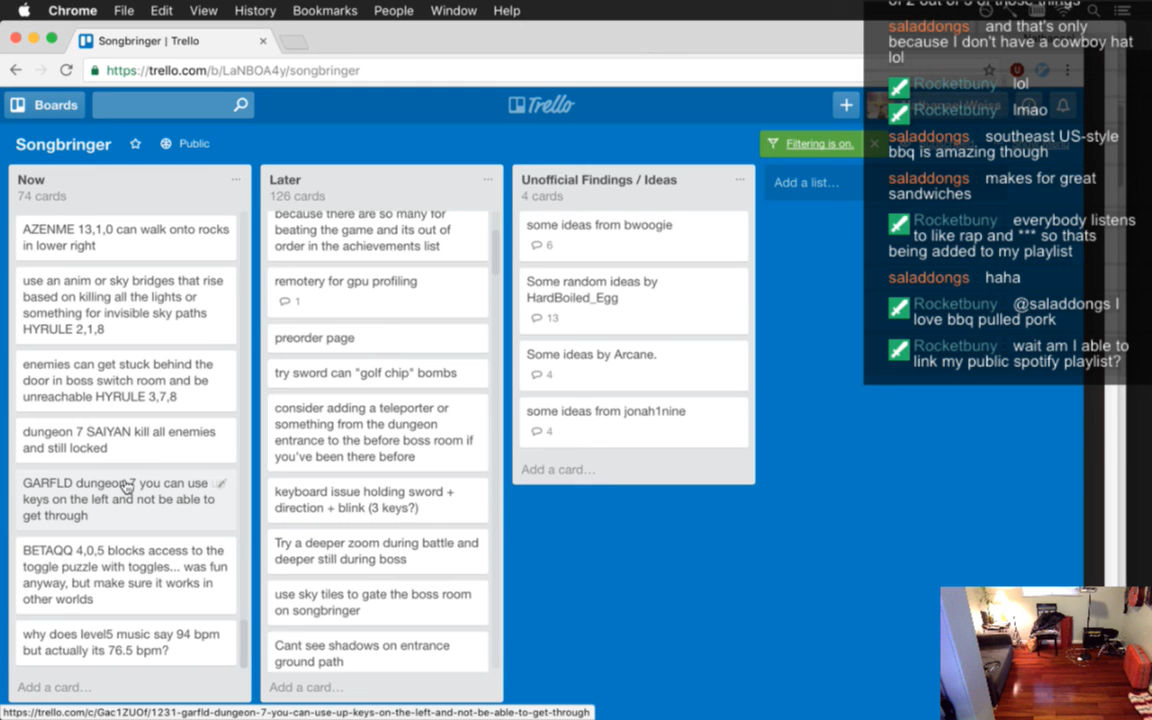 Chrome File Edit View History Bookmarks People Window Help
Songbringer | Trello
https://trello.com/b/LaNBOA4y/songbringer
Boards
Trello
Songbringer
Public
Filtering is on.
Now
74 cards
AZENME 13,1,0 can walk onto rocks
in lower right
use an anim or sky bridges that rise
based on killing all the lights or
something for invisible sky paths
HYRULE 2,1,8
enemies can get stuck behind the
door in boss switch room and be
unreachable HYRULE 3,7,8
dungeon 7 SAIYAN kill all enemies
and still locked
GARFLD dungeon 7 you can use up
keys on the left and not be able to
get through
BETAQQ 4,0,5 blocks access to the
toggle puzzle with toggles... was fun
anyway, but make sure it works in
other worlds
why does level5 music say 94 bpm
but actually its 76.5 bpm?
Add a card...
Later
126 cards
because there are so many for
beating the game and its out of
order in the achievements list
remotery for gpu profiling
1
preorder page
try sword can "golf chip" bombs
consider adding a teleporter or
something from the dungeon
entrance to the before boss room if
you've been there before
keyboard issue holding sword +
direction + blink (3 keys?)
Try a deeper zoom during battle and
deeper still during boss
use sky tiles to gate the boss room
on songbringer
Cant see shadows on entrance
ground path
Add a card...
Unofficial Findings / Ideas
4 cards
some ideas from bwoogie
6
Some random ideas by
HardBoiled_Egg
13
Some ideas by Arcane.
4
some ideas from jonah1nine
4
Add a card...
Add a list...
of 2 out of 3 of those things
saladdongs and that's only
because I don't have a cowboy hat
lol
Rocketbuny lol
Rocketbuny lmao
saladdongs southeast US-style
bbq is amazing though
saladdongs makes for great
sandwiches
Rocketbuny everybody listens
to like rap and *** so thats
being added to my playlist
saladdongs haha
Rocketbuny @saladdongs I
love bbq pulled pork
Rocketbuny wait am I able to
link my public spotify playlist?
https://trello.com/c/Gac1ZUOf/1231-garfld-dungeon-7-you-can-use-up-keys-on-the-left-and-not-be-able-to-get-through